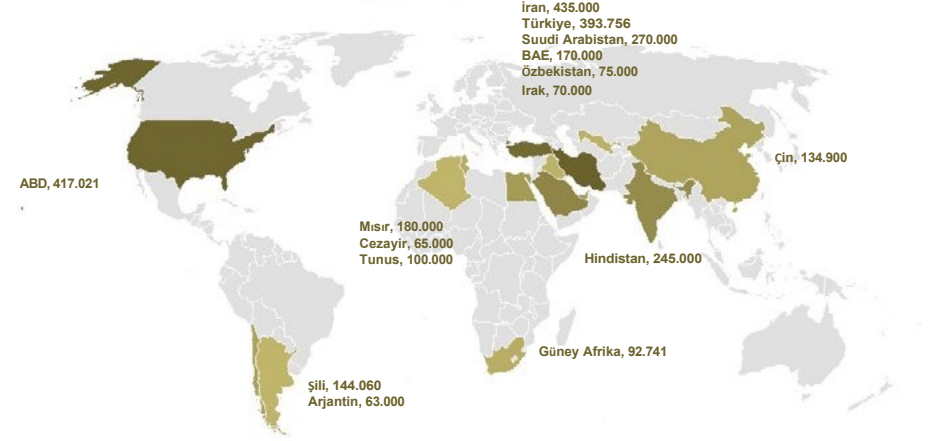 İran, 435.000
Türkiye, 393.756
Suudi Arabistan, 270.000
BAE, 170.000
Özbekistan, 75.000
Irak, 70.000
Çin, 134.900
ABD, 417.021
Mısır, 180.000
Cezayir, 65.000
Tunus, 100.000
Hindistan, 245.000
Güney Afrika, 92.741
Şili, 144.060
Arjantin, 63.000